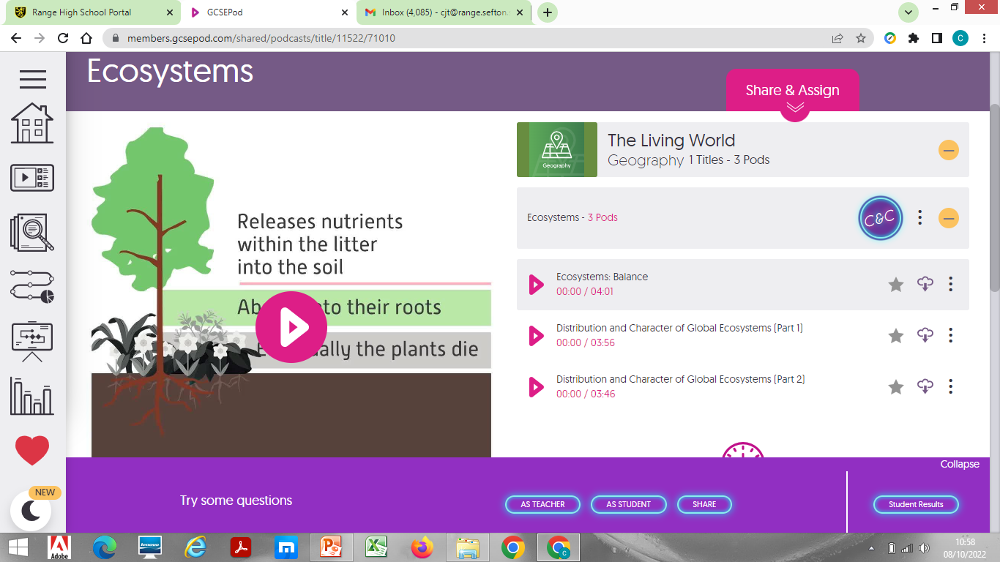 Range High School Portal
GCSEPod
Inbox (4,085) - cjt@range.sefton.
members.gcsepod.com/shared/podcasts/title/11522/71010
C
Ecosystems
Share & Assign
Releases nutrients
within the litter
into the soil
to their roots
the plants die
Geography
The Living World
Geography 1 Titles - 3 Pods
Ecosystems - 3 Pods
C&C
Ecosystems: Balance
00:00 / 04:01
Distribution and Character of Global Ecosystems (Part 1)
00:00 / 03:56
Distribution and Character of Global Ecosystems (Part 2)
00:00 / 03:46
Collapse
NEW
Try some questions
AS TEACHER
AS STUDENT
SHARE
Student Results
Adobe
lenovo
10:58
08/10/2022